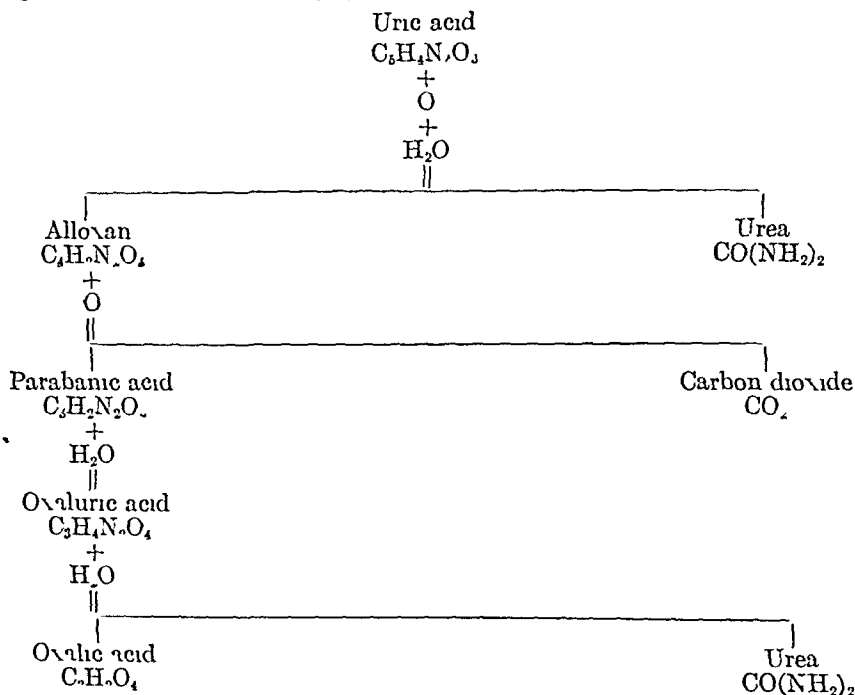 Uric acid
C₅H₄N₄O₃
+
O
+
H₂O
||
Alloxan
Urea
C₄H₂N₂O₄
CO(NH₂)₂
+
O
||
Parabanic acid
Carbon dioxide
C₃H₂N₂O₃
CO₂
+
H₂O
||
Oxaluric acid
C₃H₄N₂O₄
+
H₂O
||
Oxalic acid
Urea
C₂H₂O₄
CO(NH₂)₂